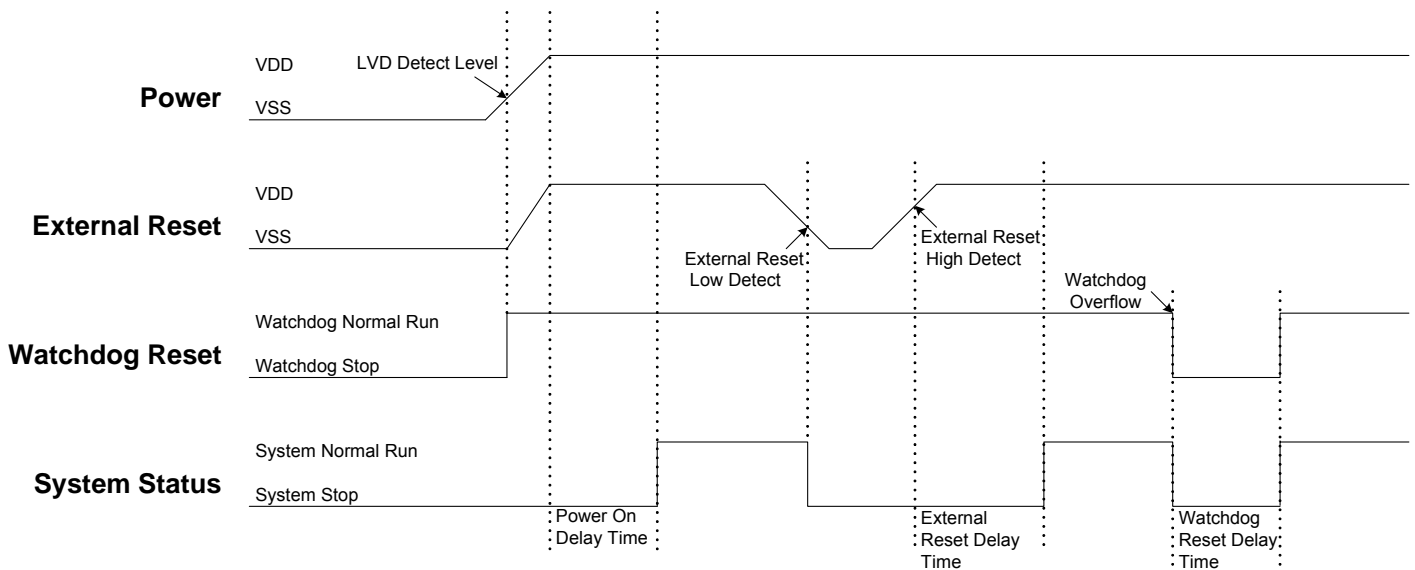 VDD
LVD Detect Level
Power
VSS
VDD
External Reset
VSS
External Reset
Low Detect
External Reset
High Detect
Watchdog
Overflow
Watchdog Normal Run
Watchdog Reset
Watchdog Stop
System Normal Run
System Status
System Stop
Power On
Delay Time
External
Reset Delay
Time
Watchdog
Reset Delay
Time